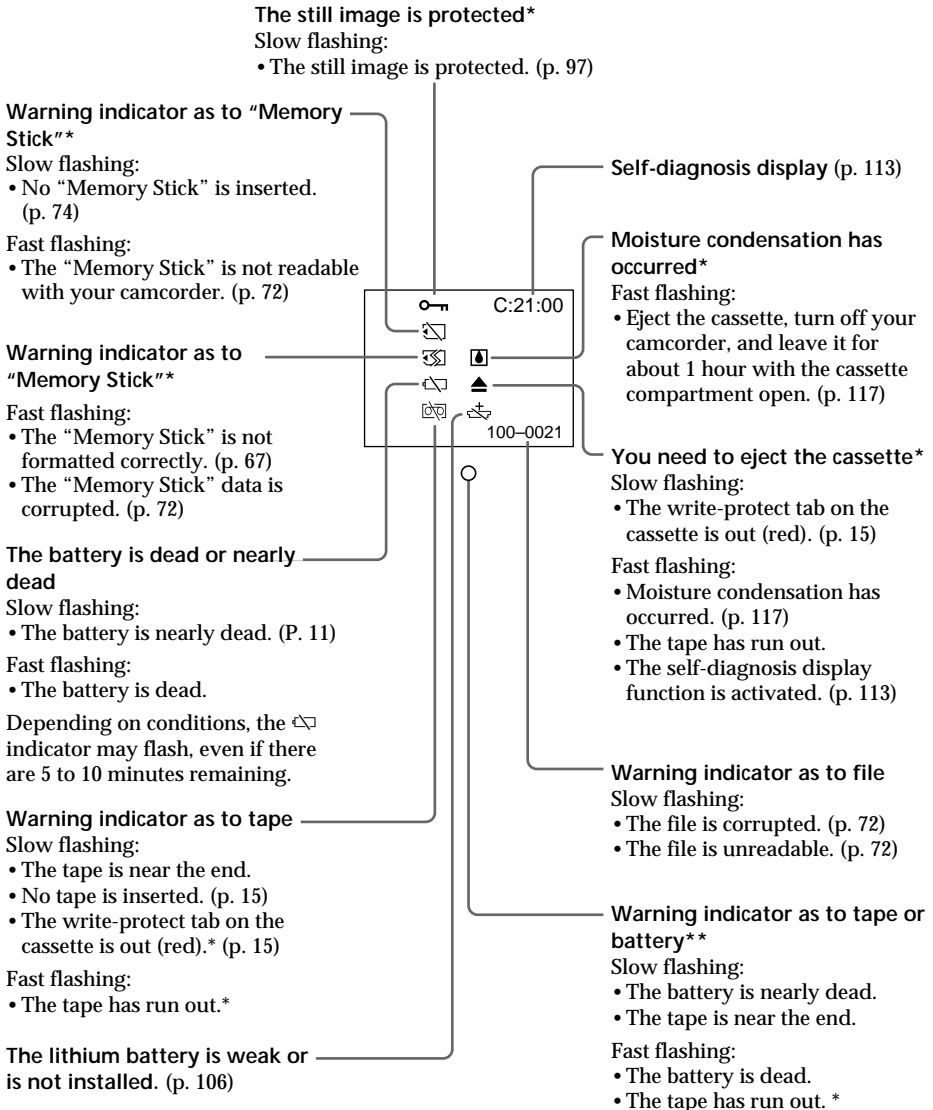 The still image is protected*
Slow flashing:
• The still image is protected. (p. 97)
Warning indicator as to “Memory
Stick”*
Slow flashing:
• No “Memory Stick” is inserted.
(p. 74)
Fast flashing:
• The “Memory Stick” is not readable
with your camcorder. (p. 72)
Warning indicator as to
“Memory Stick”*
Fast flashing:
• The “Memory Stick” is not
formatted correctly. (p. 67)
• The “Memory Stick” data is
corrupted. (p. 72)
The battery is dead or nearly
dead
Slow flashing:
• The battery is nearly dead. (P. 11)
Fast flashing:
• The battery is dead.
Depending on conditions, the
indicator may flash, even if there
are 5 to 10 minutes remaining.
Warning indicator as to tape
Slow flashing:
• The tape is near the end.
• No tape is inserted. (p. 15)
• The write-protect tab on the
cassette is out (red).* (p. 15)
Fast flashing:
• The tape has run out.*
The lithium battery is weak or
is not installed. (p. 106)
C:21:00
100–0021
Self-diagnosis display (p. 113)
Moisture condensation has
occurred*
Fast flashing:
• Eject the cassette, turn off your
camcorder, and leave it for
about 1 hour with the cassette
compartment open. (p. 117)
You need to eject the cassette*
Slow flashing:
• The write-protect tab on the
cassette is out (red). (p. 15)
Fast flashing:
• Moisture condensation has
occurred. (p. 117)
• The tape has run out.
• The self-diagnosis display
function is activated. (p. 113)
Warning indicator as to file
Slow flashing:
• The file is corrupted. (p. 72)
• The file is unreadable. (p. 72)
Warning indicator as to tape or
battery**
Slow flashing:
• The battery is nearly dead.
• The tape is near the end.
Fast flashing:
• The battery is dead.
• The tape has run out. *